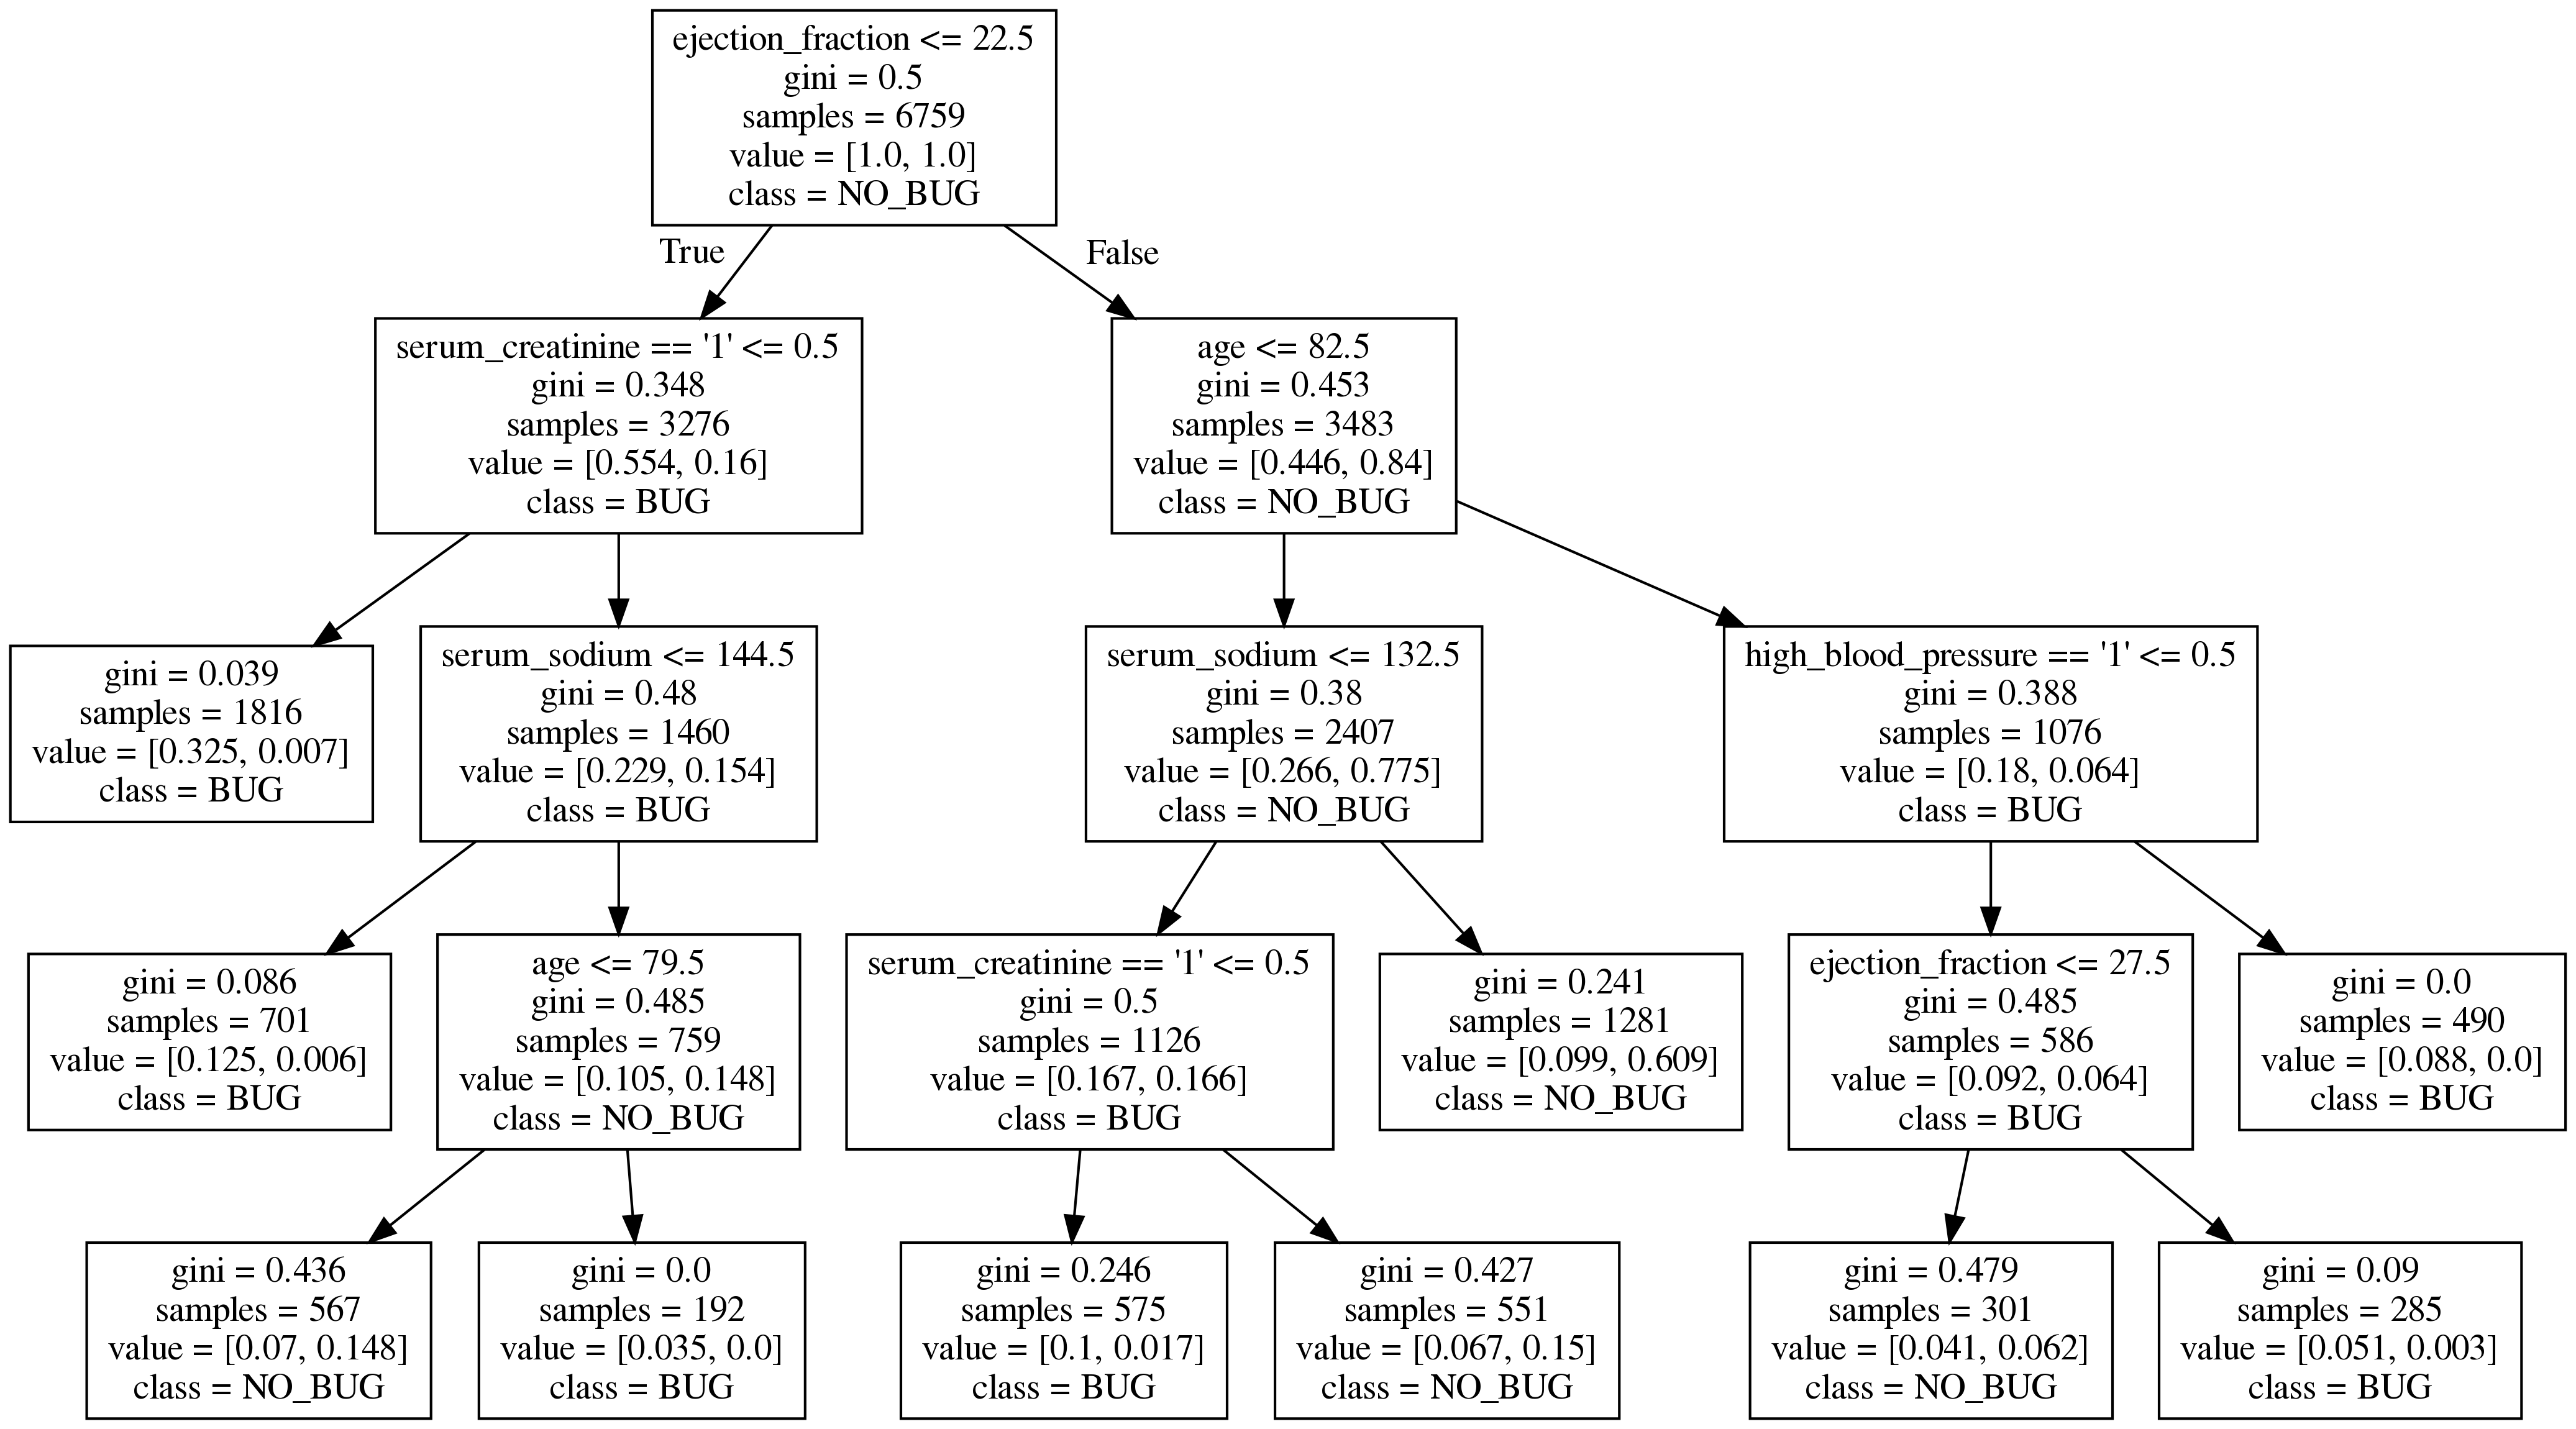 ejection_fraction <= 22.5
gini = 0.5
samples = 6759
value = [1.0, 1.0]
class = NO_BUG
True
False
serum_creatinine == '1' <= 0.5
gini = 0.348
samples = 3276
value = [0.554, 0.16]
class = BUG
age <= 82.5
gini = 0.453
samples = 3483
value = [0.446, 0.84]
class = NO_BUG
gini = 0.039
samples = 1816
value = [0.325, 0.007]
class = BUG
serum_sodium <= 144.5
gini = 0.48
samples = 1460
value = [0.229, 0.154]
class = BUG
serum_sodium <= 132.5
gini = 0.38
samples = 2407
value = [0.266, 0.775]
class = NO_BUG
high_blood_pressure == '1' <= 0.5
gini = 0.388
samples = 1076
value = [0.18, 0.064]
class = BUG
gini = 0.086
samples = 701
value = [0.125, 0.006]
class = BUG
age <= 79.5
gini = 0.485
samples = 759
value = [0.105, 0.148]
class = NO_BUG
serum_creatinine == '1' <= 0.5
gini = 0.5
samples = 1126
value = [0.167, 0.166]
class = BUG
gini = 0.241
samples = 1281
value = [0.099, 0.609]
class = NO_BUG
ejection_fraction <= 27.5
gini = 0.485
samples = 586
value = [0.092, 0.064]
class = BUG
gini = 0.0
samples = 490
value = [0.088, 0.0]
class = BUG
gini = 0.436
samples = 567
value = [0.07, 0.148]
class = NO_BUG
gini = 0.0
samples = 192
value = [0.035, 0.0]
class = BUG
gini = 0.246
samples = 575
value = [0.1, 0.017]
class = BUG
gini = 0.427
samples = 551
value = [0.067, 0.15]
class = NO_BUG
gini = 0.479
samples = 301
value = [0.041, 0.062]
class = NO_BUG
gini = 0.09
samples = 285
value = [0.051, 0.003]
class = BUG